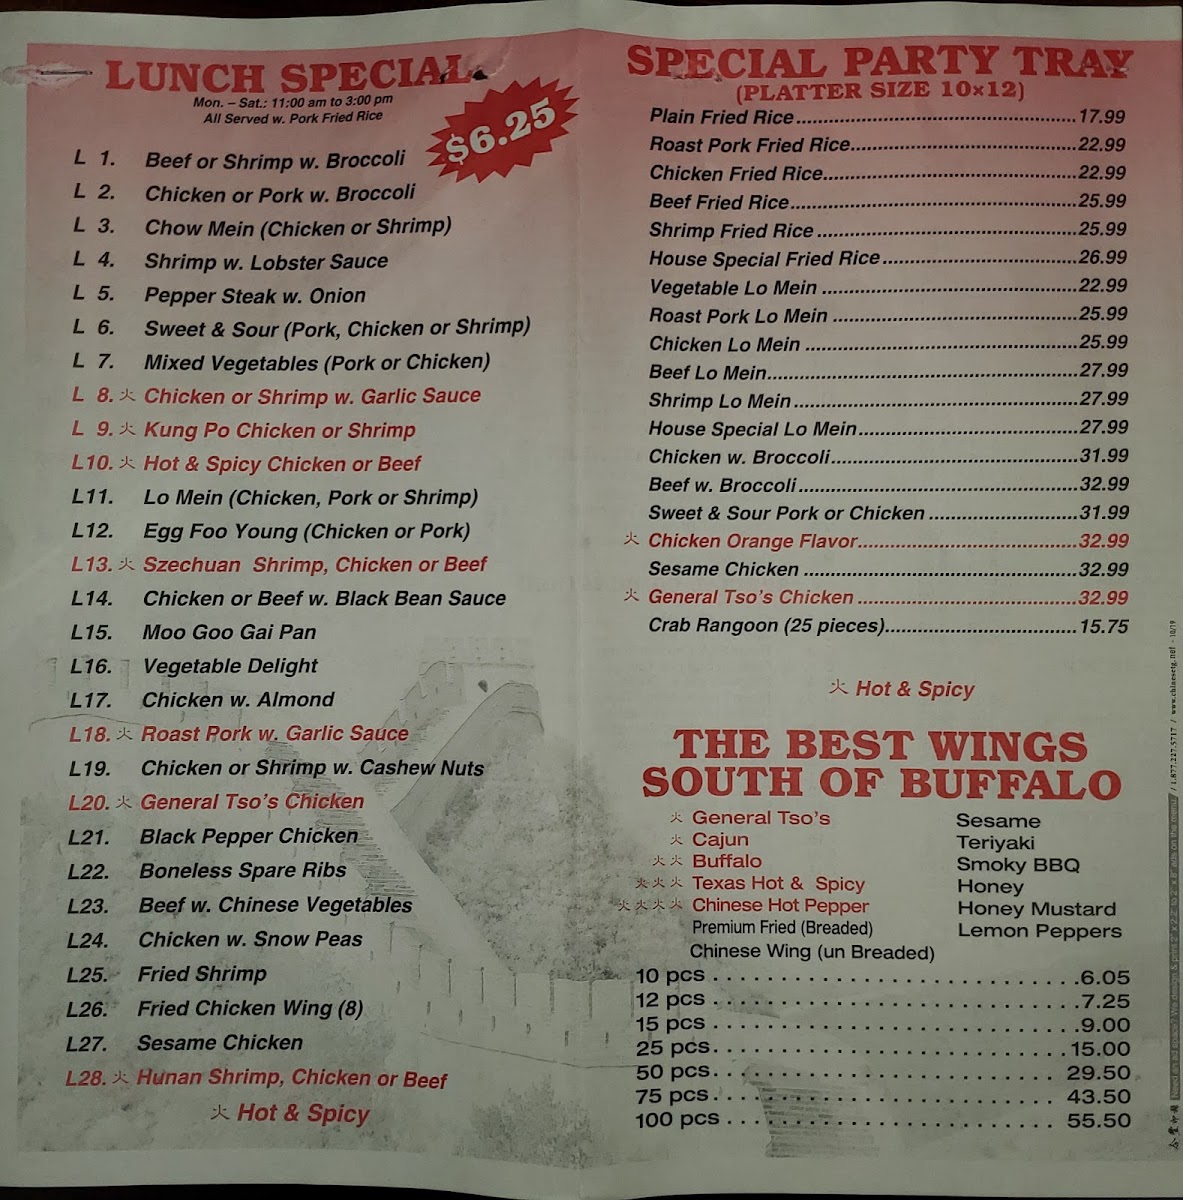 LUNCH SPECIAL
Mon. – Sat.: 11:00 am to 3:00 pm
All Served w. Pork Fried Rice
$6.25
L 1. Beef or Shrimp w. Broccoli
L 2. Chicken or Pork w. Broccoli
L 3. Chow Mein (Chicken or Shrimp)
L 4. Shrimp w. Lobster Sauce
L 5. Pepper Steak w. Onion
L 6. Sweet & Sour (Pork, Chicken or Shrimp)
L 7. Mixed Vegetables (Pork or Chicken)
L 8. 火 Chicken or Shrimp w. Garlic Sauce
L 9. 火 Kung Po Chicken or Shrimp
L10. 火 Hot & Spicy Chicken or Beef
L11. Lo Mein (Chicken, Pork or Shrimp)
L12. Egg Foo Young (Chicken or Pork)
L13. 火 Szechuan Shrimp, Chicken or Beef
L14. Chicken or Beef w. Black Bean Sauce
L15. Moo Goo Gai Pan
L16. Vegetable Delight
L17. Chicken w. Almond
L18. 火 Roast Pork w. Garlic Sauce
L19. Chicken or Shrimp w. Cashew Nuts
L20. 火 General Tso's Chicken
L21. Black Pepper Chicken
L22. Boneless Spare Ribs
L23. Beef w. Chinese Vegetables
L24. Chicken w. Snow Peas
L25. Fried Shrimp
L26. Fried Chicken Wing (8)
L27. Sesame Chicken
L28. 火 Hunan Shrimp, Chicken or Beef
火 Hot & Spicy
SPECIAL PARTY TRAY
(PLATTER SIZE 10×12)
Plain Fried Rice 17.99
Roast Pork Fried Rice 22.99
Chicken Fried Rice 22.99
Beef Fried Rice 25.99
Shrimp Fried Rice 25.99
House Special Fried Rice 26.99
Vegetable Lo Mein 22.99
Roast Pork Lo Mein 25.99
Chicken Lo Mein 25.99
Beef Lo Mein 27.99
Shrimp Lo Mein 27.99
House Special Lo Mein 27.99
Chicken w. Broccoli 31.99
Beef w. Broccoli 32.99
Sweet & Sour Pork or Chicken 31.99
火 Chicken Orange Flavor 32.99
Sesame Chicken 32.99
火 General Tso's Chicken 32.99
Crab Rangoon (25 pieces) 15.75
火 Hot & Spicy
THE BEST WINGS
SOUTH OF BUFFALO
火 General Tso's Sesame
火 Cajun Teriyaki
火火 Buffalo Smoky BBQ
火火火 Texas Hot & Spicy Honey
火火火火 Chinese Hot Pepper Honey Mustard
Premium Fried (Breaded) Lemon Peppers
Chinese Wing (un Breaded)
10 pcs 6.05
12 pcs 7.25
15 pcs 9.00
25 pcs 15.00
50 pcs 29.50
75 pcs 43.50
100 pcs 55.50
/ 1.877.227.5717 / www.chinesetg.net - 10/19